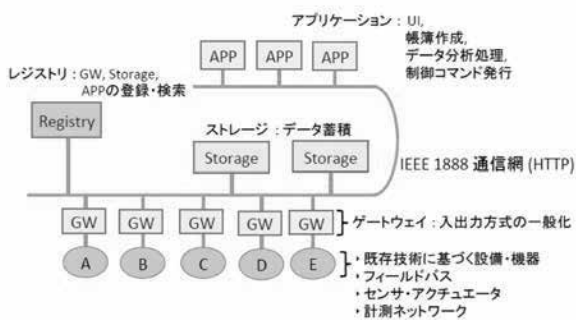 アプリケーション : UI,
帳簿作成,
データ分析処理,
制御コマンド発行
APP APP APP
レジストリ : GW, Storage,
APPの登録・検索
Registry
ストレージ : データ蓄積
Storage Storage
IEEE 1888 通信網 (HTTP)
GW GW GW GW GW
ゲートウェイ : 入出力方式の一般化
A B C D E
・既存技術に基づく設備・機器
・フィールドバス
・センサ・アクチュエータ
・計測ネットワーク